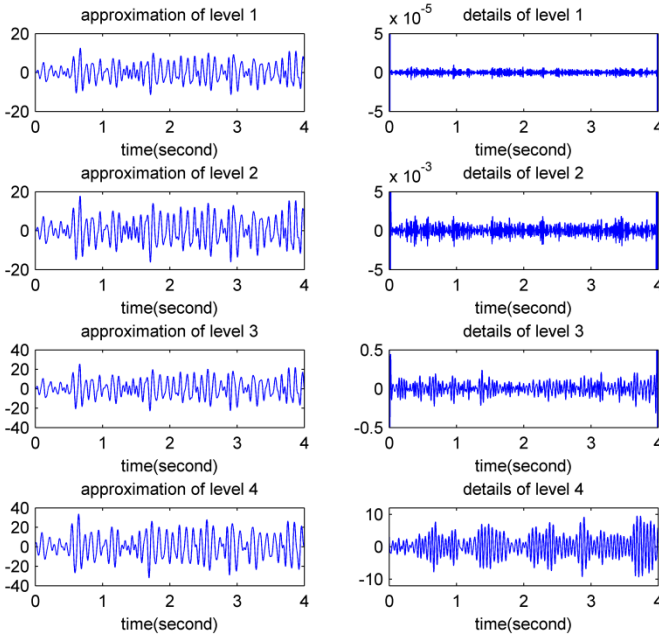 approximation of level 1
20
0
-20
0 1 2 3 4
time(second)
details of level 1
x 10^-5
5
0
-5
0 1 2 3 4
time(second)
approximation of level 2
20
0
-20
0 1 2 3 4
time(second)
details of level 2
x 10^-3
5
0
-5
0 1 2 3 4
time(second)
approximation of level 3
40
20
0
-20
-40
0 1 2 3 4
time(second)
details of level 3
0.5
0
-0.5
0 1 2 3 4
time(second)
approximation of level 4
40
20
0
-20
-40
0 1 2 3 4
time(second)
details of level 4
10
0
-10
0 1 2 3 4
time(second)